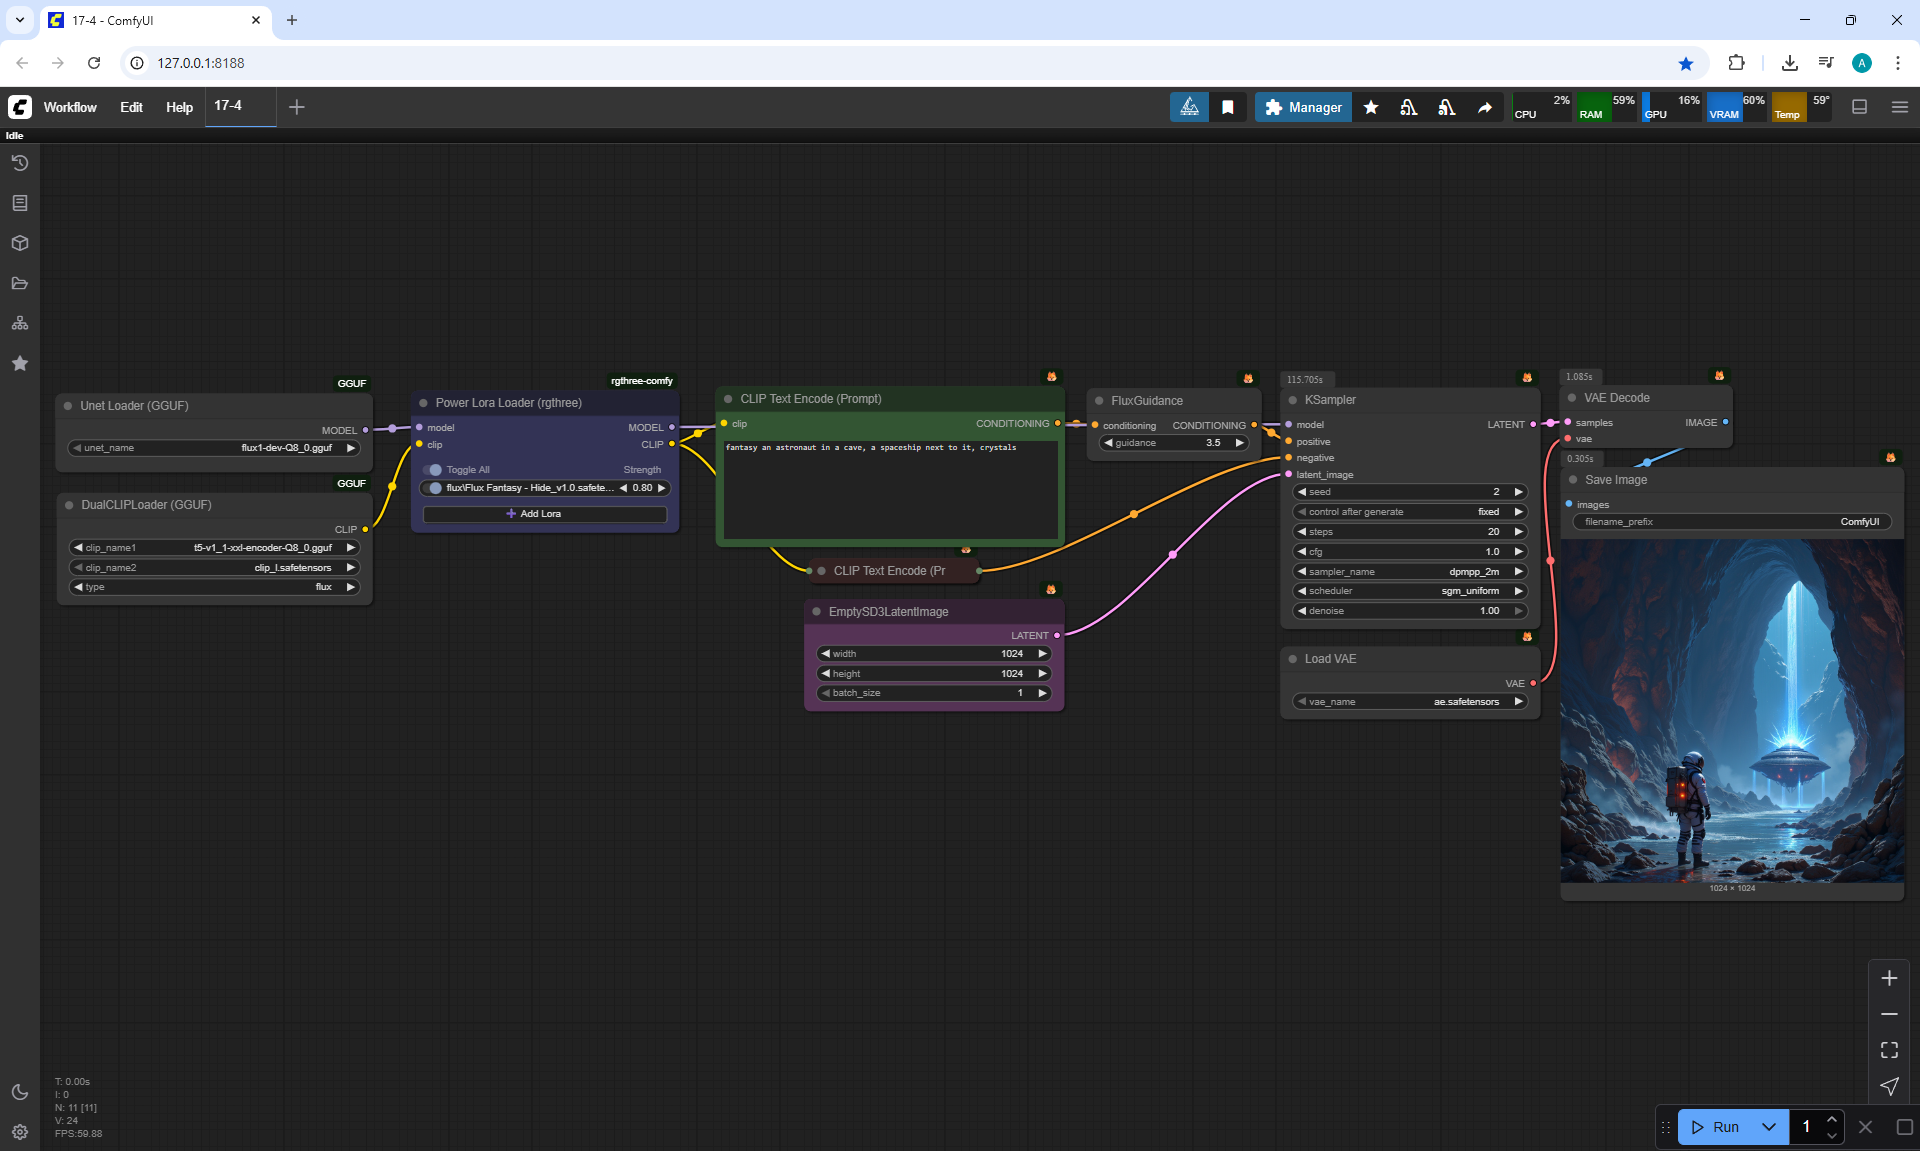 17-4 - ComfyUI
127.0.0.1:8188
A
Workflow
Edit
Help
17-4
Manager
CPU 2%
RAM 59%
GPU 16%
VRAM 60%
Temp 59°
Idle
GGUF
Unet Loader (GGUF)
MODEL
unet_name flux1-dev-Q8_0.gguf
GGUF
DualCLIPLoader (GGUF)
CLIP
clip_name1 t5-v1_1-xxl-encoder-Q8_0.gguf
clip_name2 clip_l.safetensors
type flux
rgthree-comfy
Power Lora Loader (rgthree)
model MODEL
clip CLIP
Toggle All Strength
flux\Flux Fantasy - Hide_v1.0.safete... 0.80
Add Lora
CLIP Text Encode (Prompt)
clip CONDITIONING
fantasy an astronaut in a cave, a spaceship next to it, crystals
CLIP Text Encode (Pr
EmptySD3LatentImage
LATENT
width 1024
height 1024
batch_size 1
FluxGuidance
conditioning CONDITIONING
guidance 3.5
115.705s
KSampler
model LATENT
positive
negative
latent_image
seed 2
control after generate fixed
steps 20
cfg 1.0
sampler_name dpmpp_2m
scheduler sgm_uniform
denoise 1.00
Load VAE
VAE
vae_name ae.safetensors
1.085s
VAE Decode
samples IMAGE
vae
0.305s
Save Image
images
filename_prefix ComfyUI
1024 × 1024
T: 0.00s
I: 0
N: 11 [11]
V: 24
FPS:59.88
Run
1